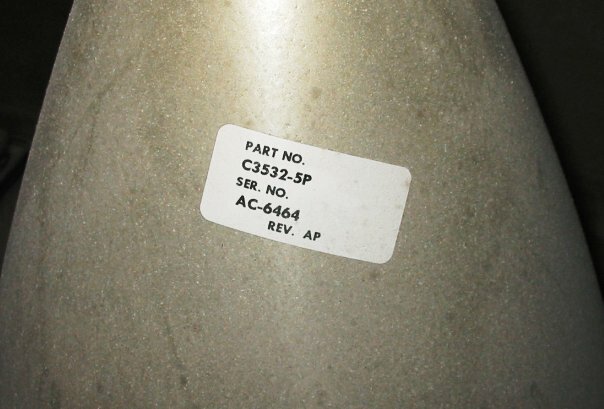 PART NO.
C3532-5P
SER. NO.
AC-6464
REV. AP